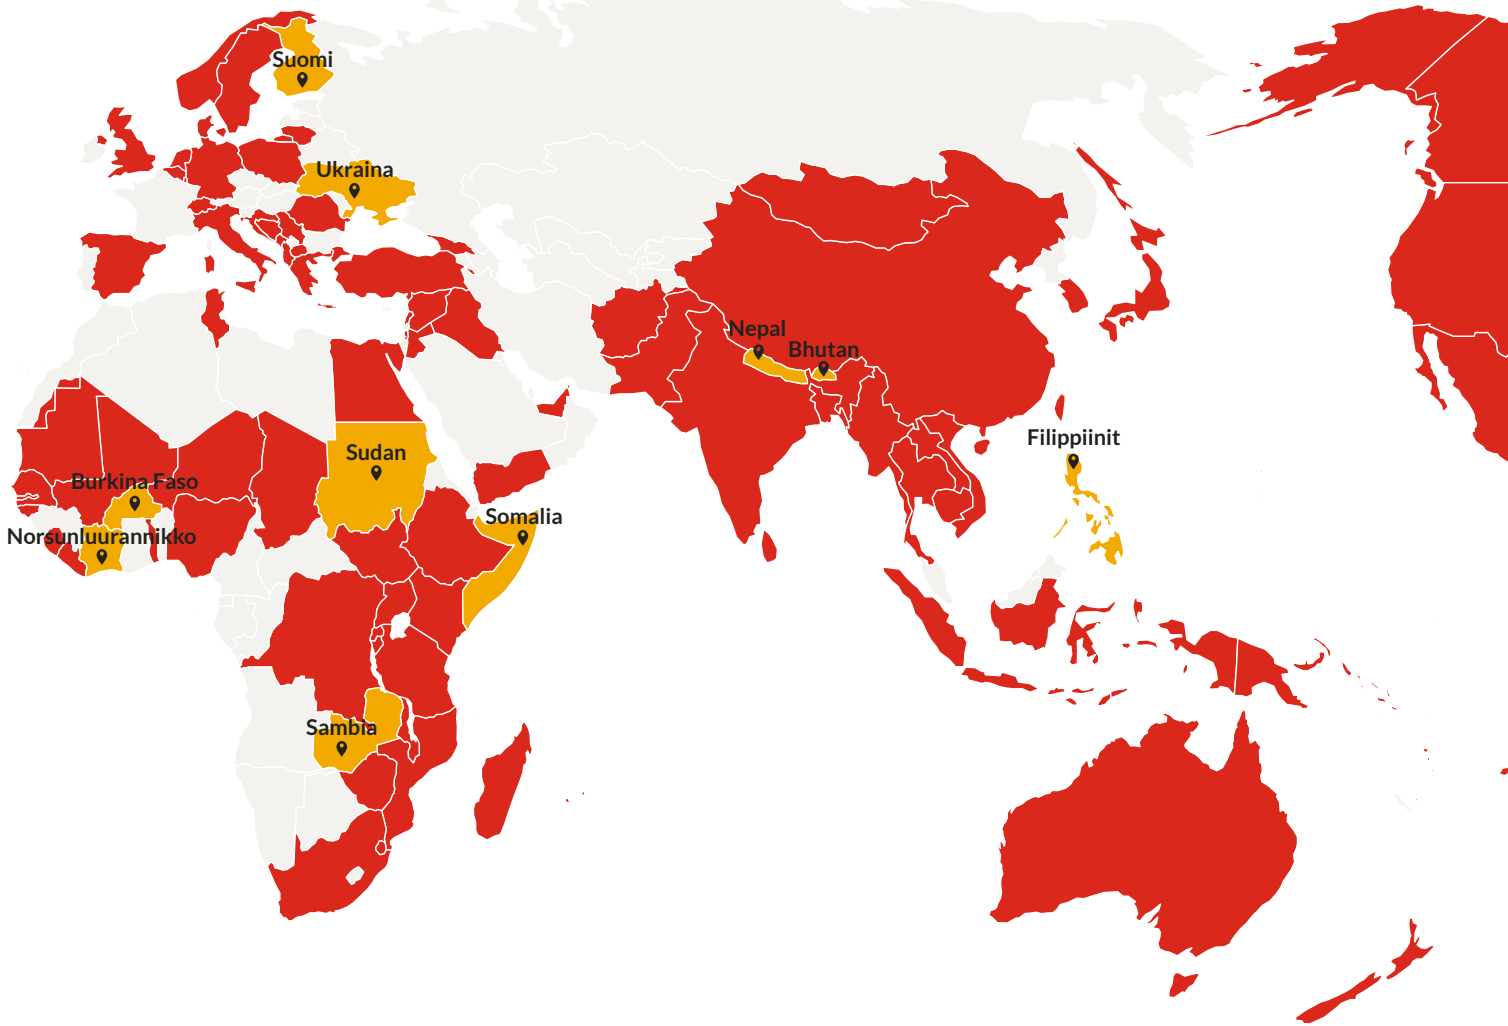 Suomi
Ukraina
Nepal
Bhutan
Filippiinit
Sudan
Burkina Faso
Somalia
Norsunluurannikko
Sambia